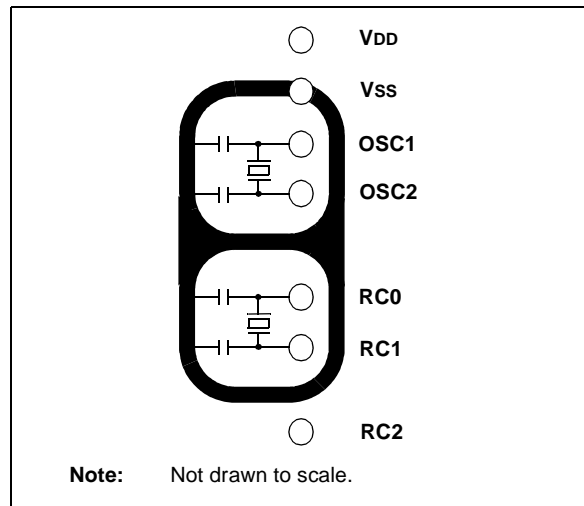 VDD
VSS
OSC1
OSC2
RC0
RC1
RC2
Note: Not drawn to scale.